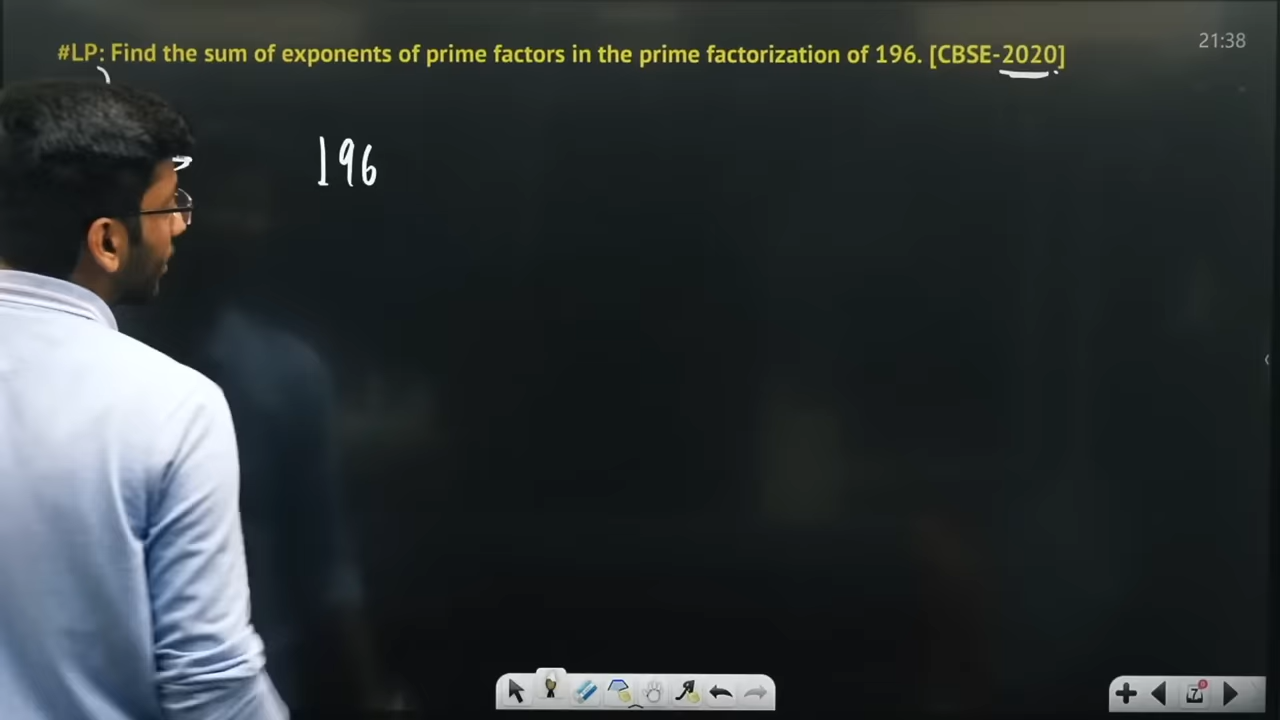 21:38
#LP: Find the sum of exponents of prime factors in the prime factorization of 196. [CBSE-2020]
196
7